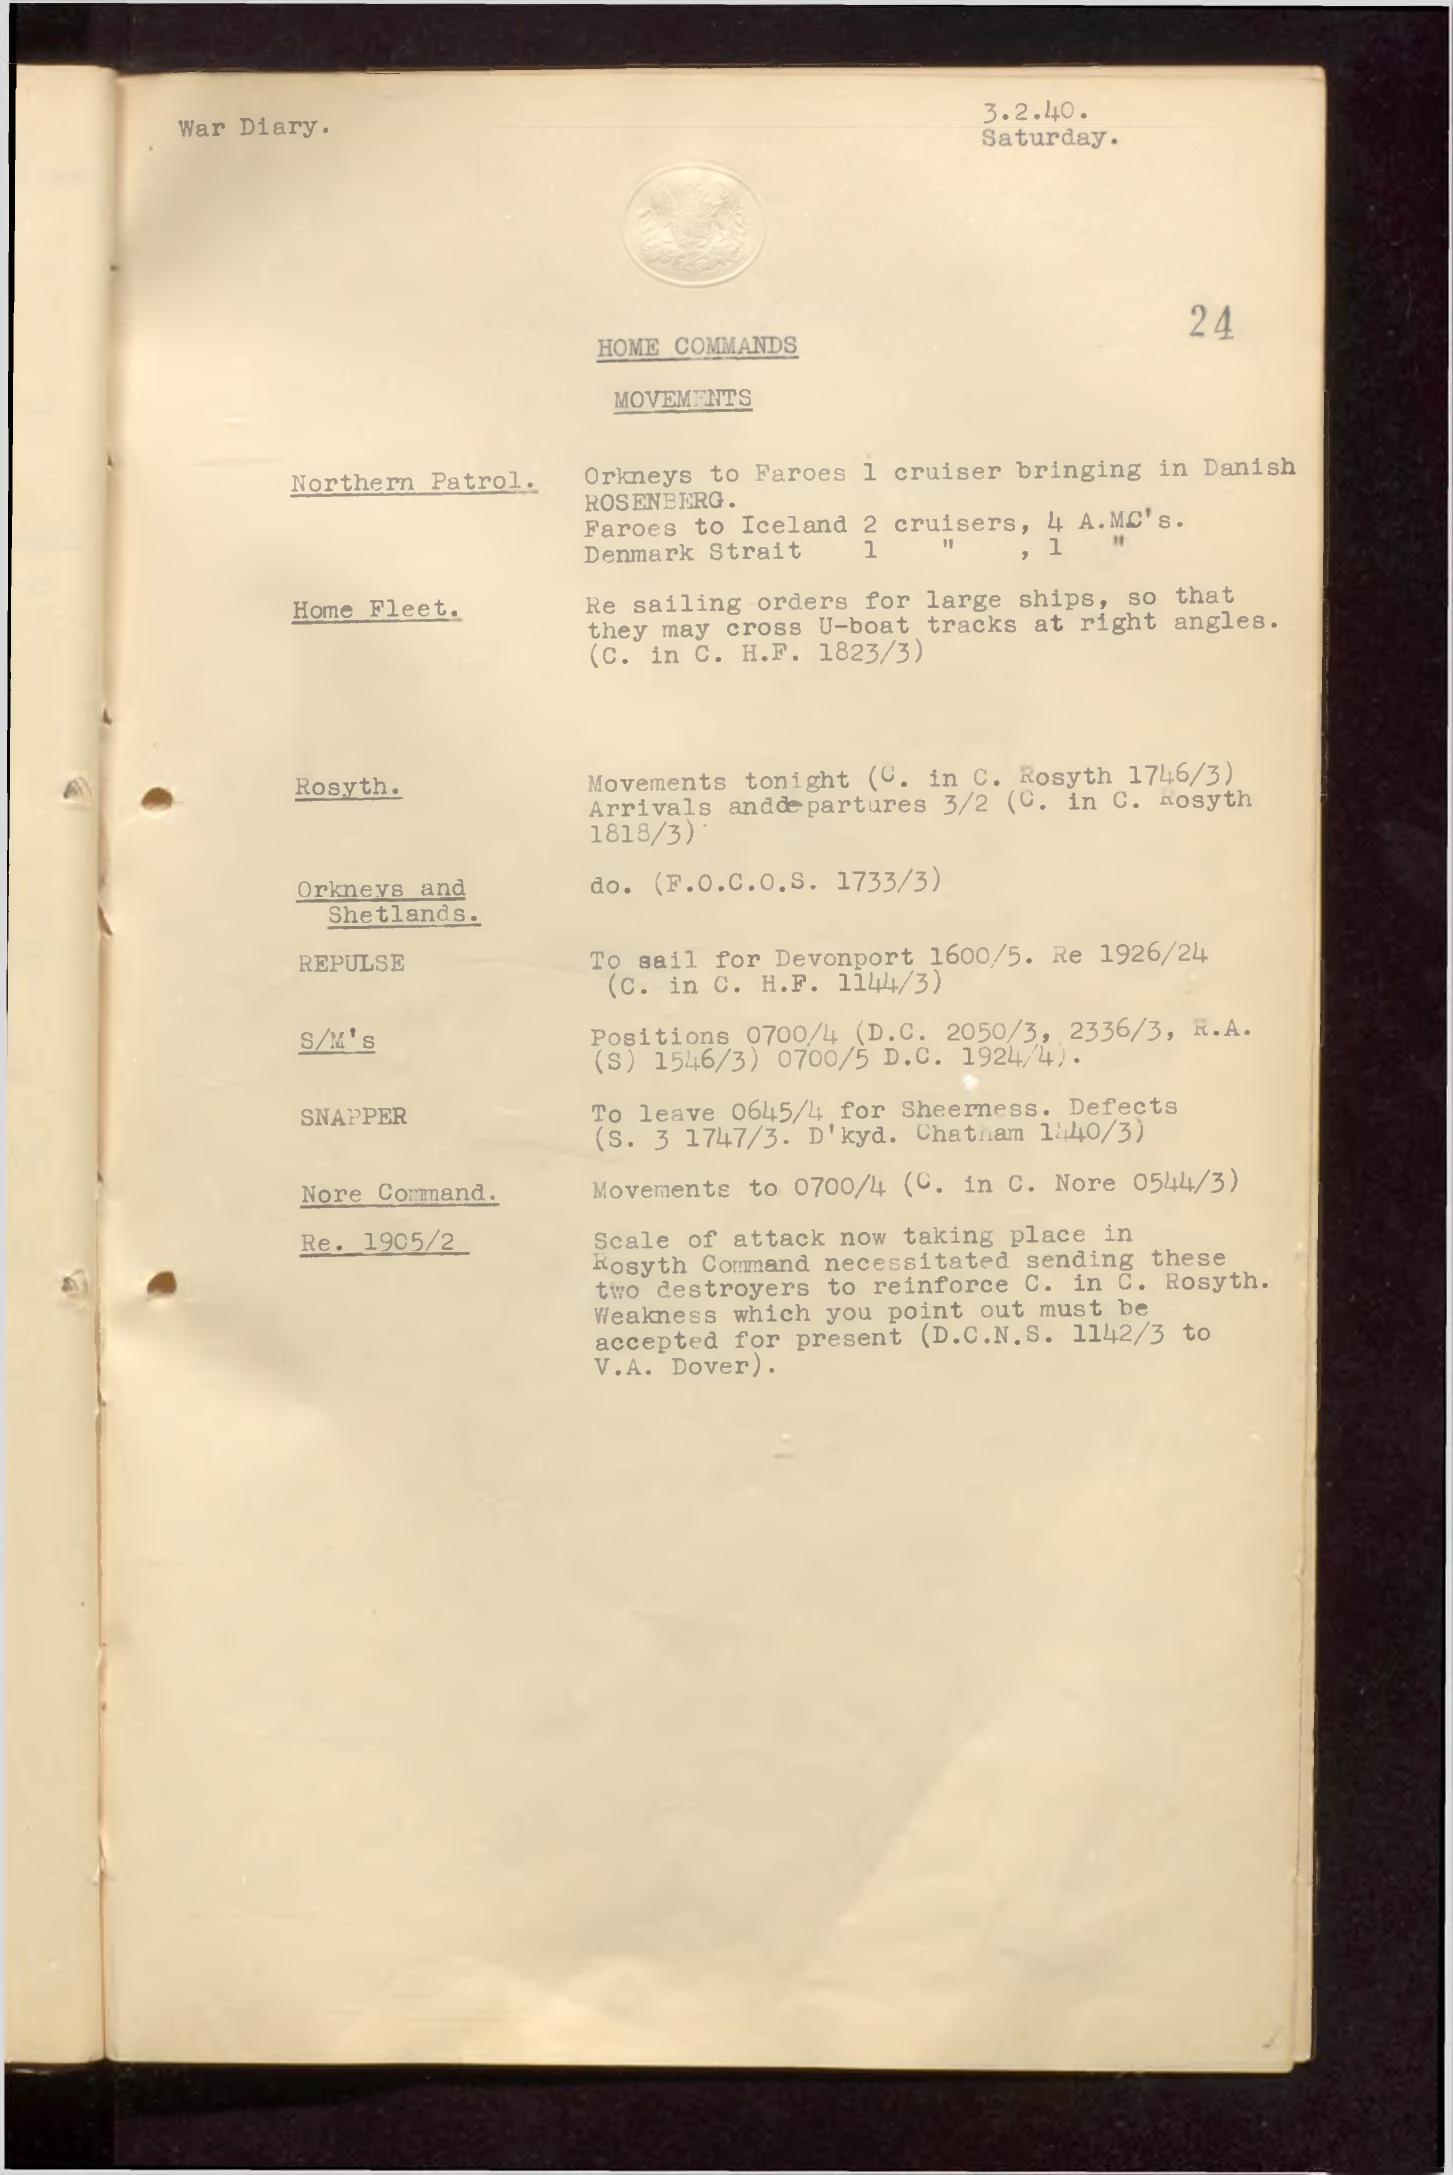 War Diary.
3.2.40.
Saturday.
24
HOME COMMANDS
MOVEMENTS
Northern Patrol. Orkneys to Faroes 1 cruiser bringing in Danish
ROSENBERG.
Faroes to Iceland 2 cruisers, 4 A.MC's.
Denmark Strait 1 " , 1 "
Home Fleet. Re sailing orders for large ships, so that
they may cross U-boat tracks at right angles.
(C. in C. H.F. 1823/3)
Rosyth. Movements tonight (C. in C. Rosyth 1746/3)
Arrivals anddepartures 3/2 (C. in C. Rosyth
1818/3)
Orkneys and do. (F.O.C.O.S. 1733/3)
Shetlands.
REPULSE To sail for Devonport 1600/5. Re 1926/24
(C. in C. H.F. 1144/3)
S/M's Positions 0700/4 (D.C. 2050/3, 2336/3, R.A.
(S) 1546/3) 0700/5 D.C. 1924/4).
SNAPPER To leave 0645/4 for Sheerness. Defects
(S. 3 1747/3. D'kyd. Chatham 1440/3)
Nore Command. Movements to 0700/4 (C. in C. Nore 0544/3)
Re. 1905/2 Scale of attack now taking place in
Rosyth Command necessitated sending these
two destroyers to reinforce C. in C. Rosyth.
Weakness which you point out must be
accepted for present (D.C.N.S. 1142/3 to
V.A. Dover).